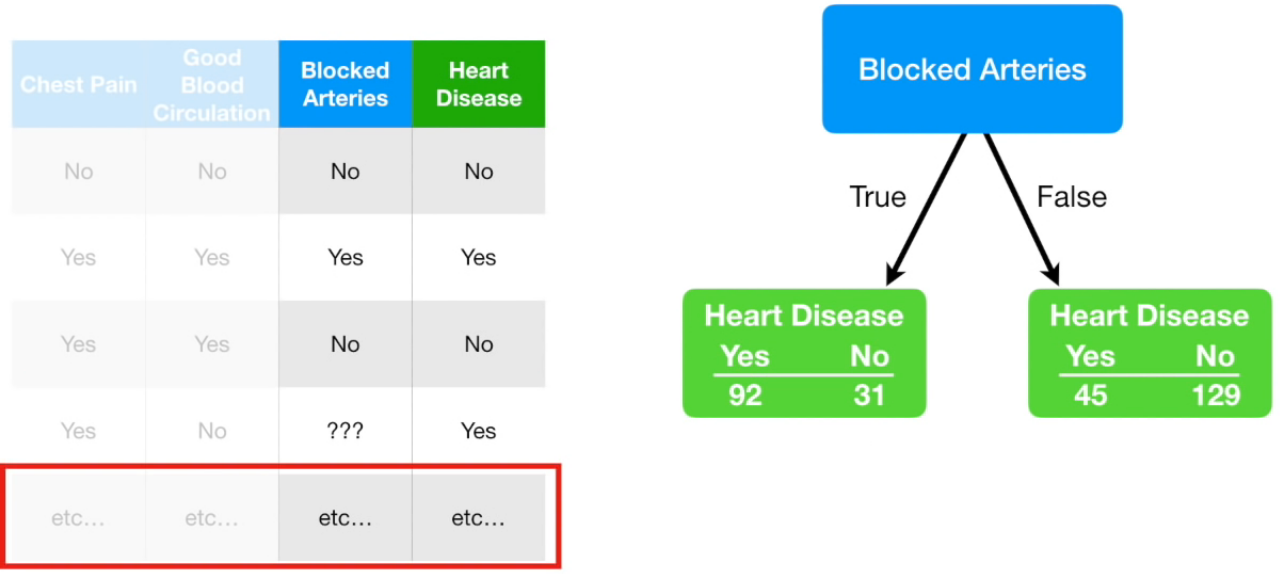 Chest Pain
Good
Blood
Circulation
Blocked
Arteries
Heart
Disease
No No No No
Yes Yes Yes Yes
Yes Yes No No
Yes No ??? Yes
etc… etc… etc… etc…
Blocked Arteries
True
False
Heart Disease
Yes No
92 31
Heart Disease
Yes No
45 129